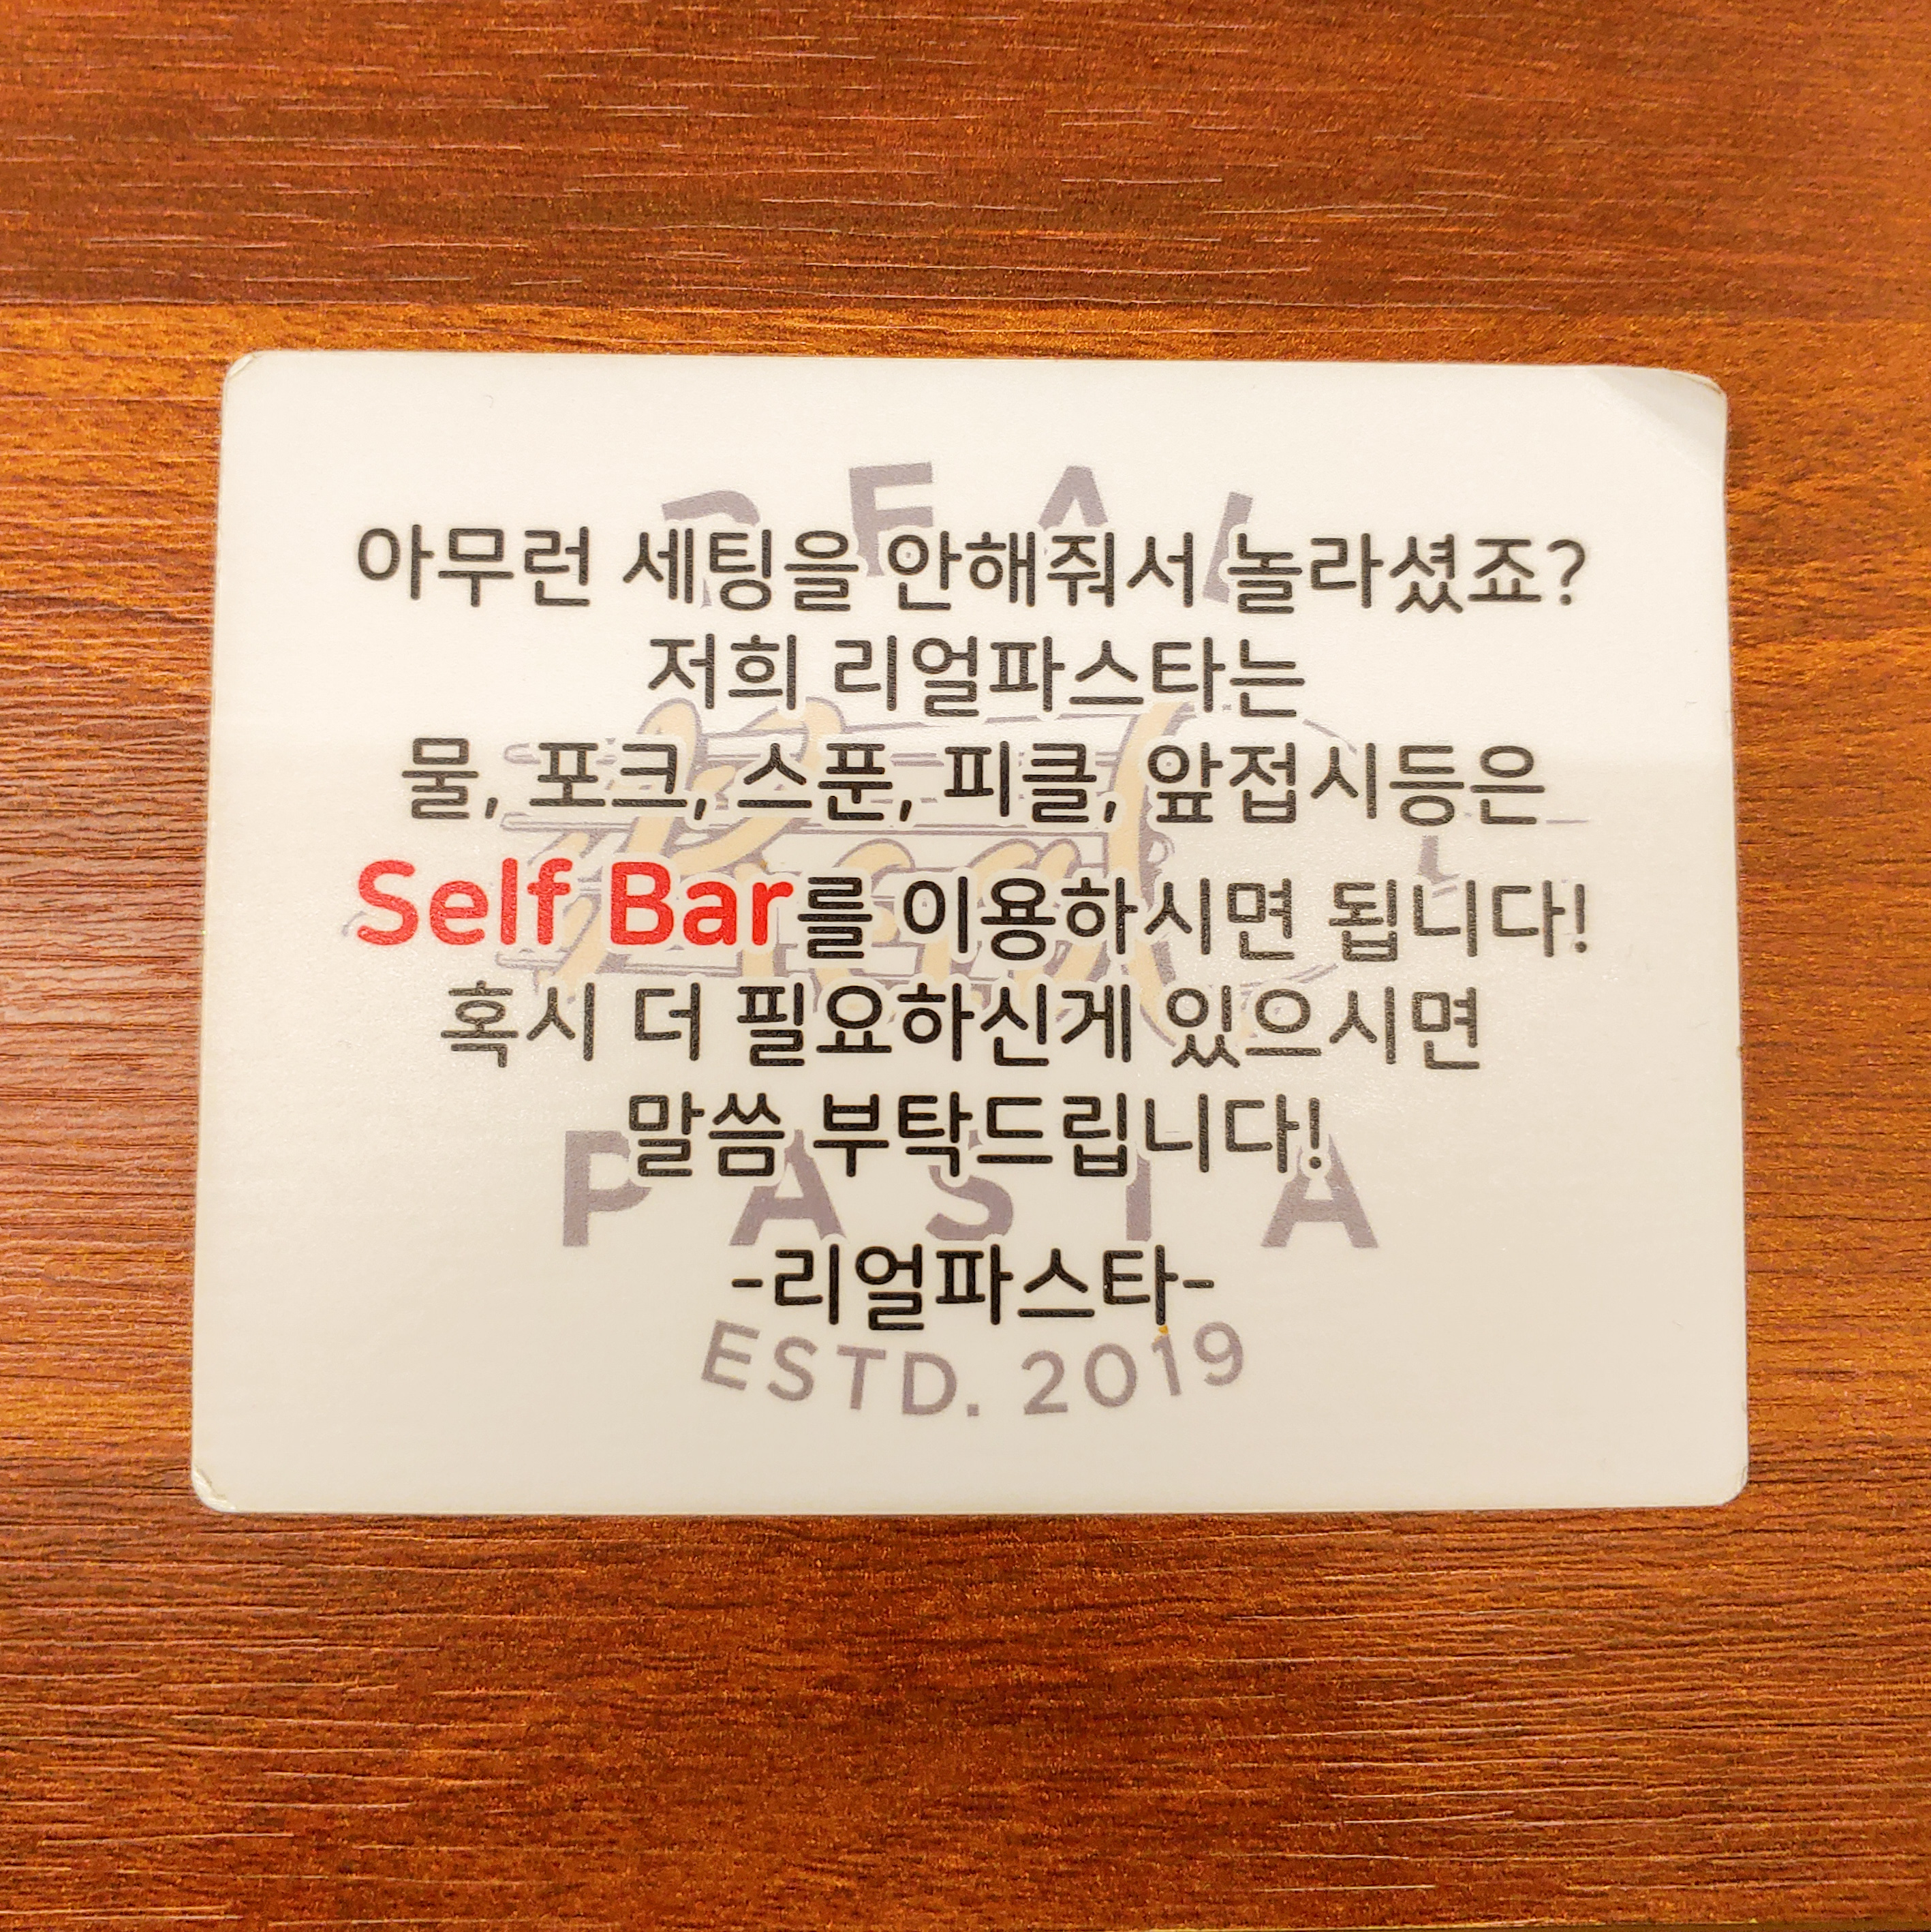 REAL
아무런 세팅을 안해줘서 놀라셨죠?
저희 리얼파스타는
물, 포크, 스푼, 피클, 앞접시등은
Self Bar를 이용하시면 됩니다!
혹시 더 필요하신게 있으시면
말씀 부탁드립니다!
PASTA
-리얼파스타-
ESTD. 2019